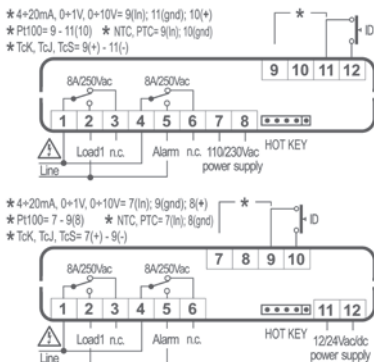 * 4÷20mA, 0÷1V, 0÷10V= 9(In); 11(gnd); 10(+)
* Pt100= 9 - 11(10) * NTC, PTC= 9(In); 10(gnd)
* TcK, TcJ, TcS= 9(+) - 11(-)
*
ID
9 10 11 12
8A/250Vac 8A/250Vac
1 2 3 4 5 6 7 8
Load1 n.c. Alarm n.c. 110/230Vac power supply HOT KEY
Line
* 4÷20mA, 0÷1V, 0÷10V= 7(In); 9(gnd); 8(+)
* Pt100= 7 - 9(8) * NTC, PTC= 7(In); 8(gnd)
* TcK, TcJ, TcS= 7(+) - 9(-)
*
ID
7 8 9 10
8A/250Vac 8A/250Vac
1 2 3 4 5 6 11 12
Load1 n.c. Alarm n.c. HOT KEY 12/24Vac/dc power supply
Line